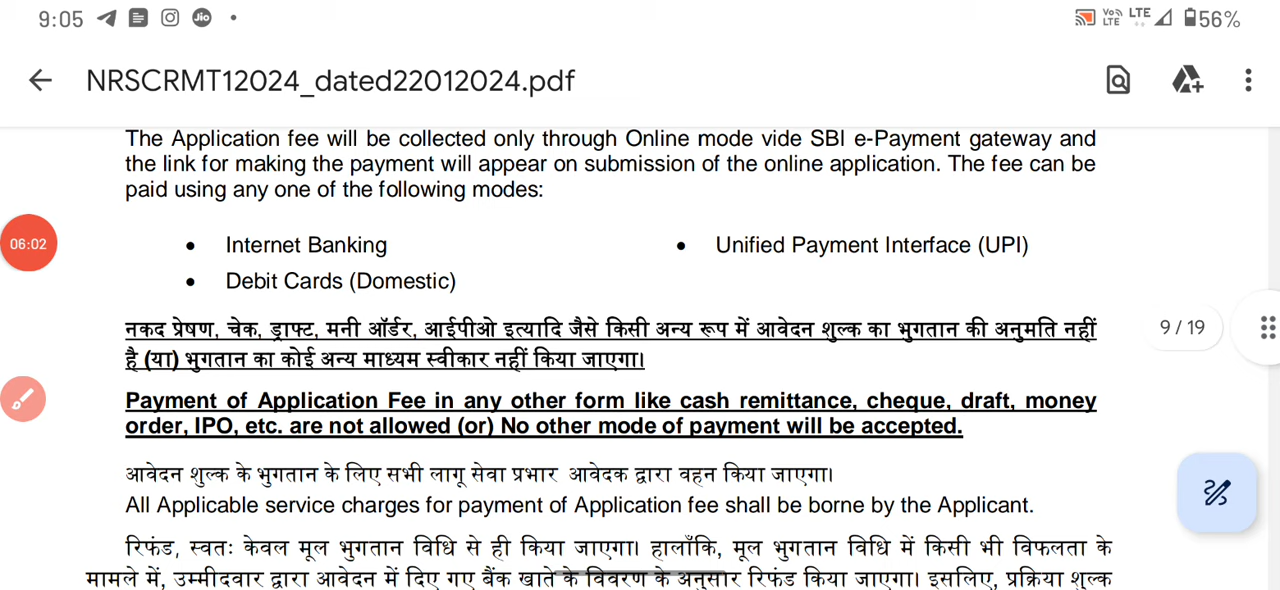 9:05
Jio
VoLTE LTE 56%
NRSCRMT12024_dated22012024.pdf
The Application fee will be collected only through Online mode vide SBI e-Payment gateway and
the link for making the payment will appear on submission of the online application. The fee can be
paid using any one of the following modes:
06:02
• Internet Banking
• Unified Payment Interface (UPI)
• Debit Cards (Domestic)
नकद प्रेषण, चेक, ड्राफ्ट, मनी ऑर्डर, आईपीओ इत्यादि जैसे किसी अन्य रूप में आवेदन शुल्क का भुगतान की अनुमति नहीं
9 / 19
है (या) भुगतान का कोई अन्य माध्यम स्वीकार नहीं किया जाएगा।
Payment of Application Fee in any other form like cash remittance, cheque, draft, money
order, IPO, etc. are not allowed (or) No other mode of payment will be accepted.
आवेदन शुल्क के भुगतान के लिए सभी लागू सेवा प्रभार आवेदक द्वारा वहन किया जाएगा।
All Applicable service charges for payment of Application fee shall be borne by the Applicant.
रिफंड, स्वतः केवल मूल भुगतान विधि से ही किया जाएगा। हालाँकि, मूल भुगतान विधि में किसी भी विफलता के
मामले में, उम्मीदवार द्वारा आवेदन में दिए गए बैंक खाते के विवरण के अनुसार रिफंड किया जाएगा। इसलिए, प्रक्रिया शुल्क